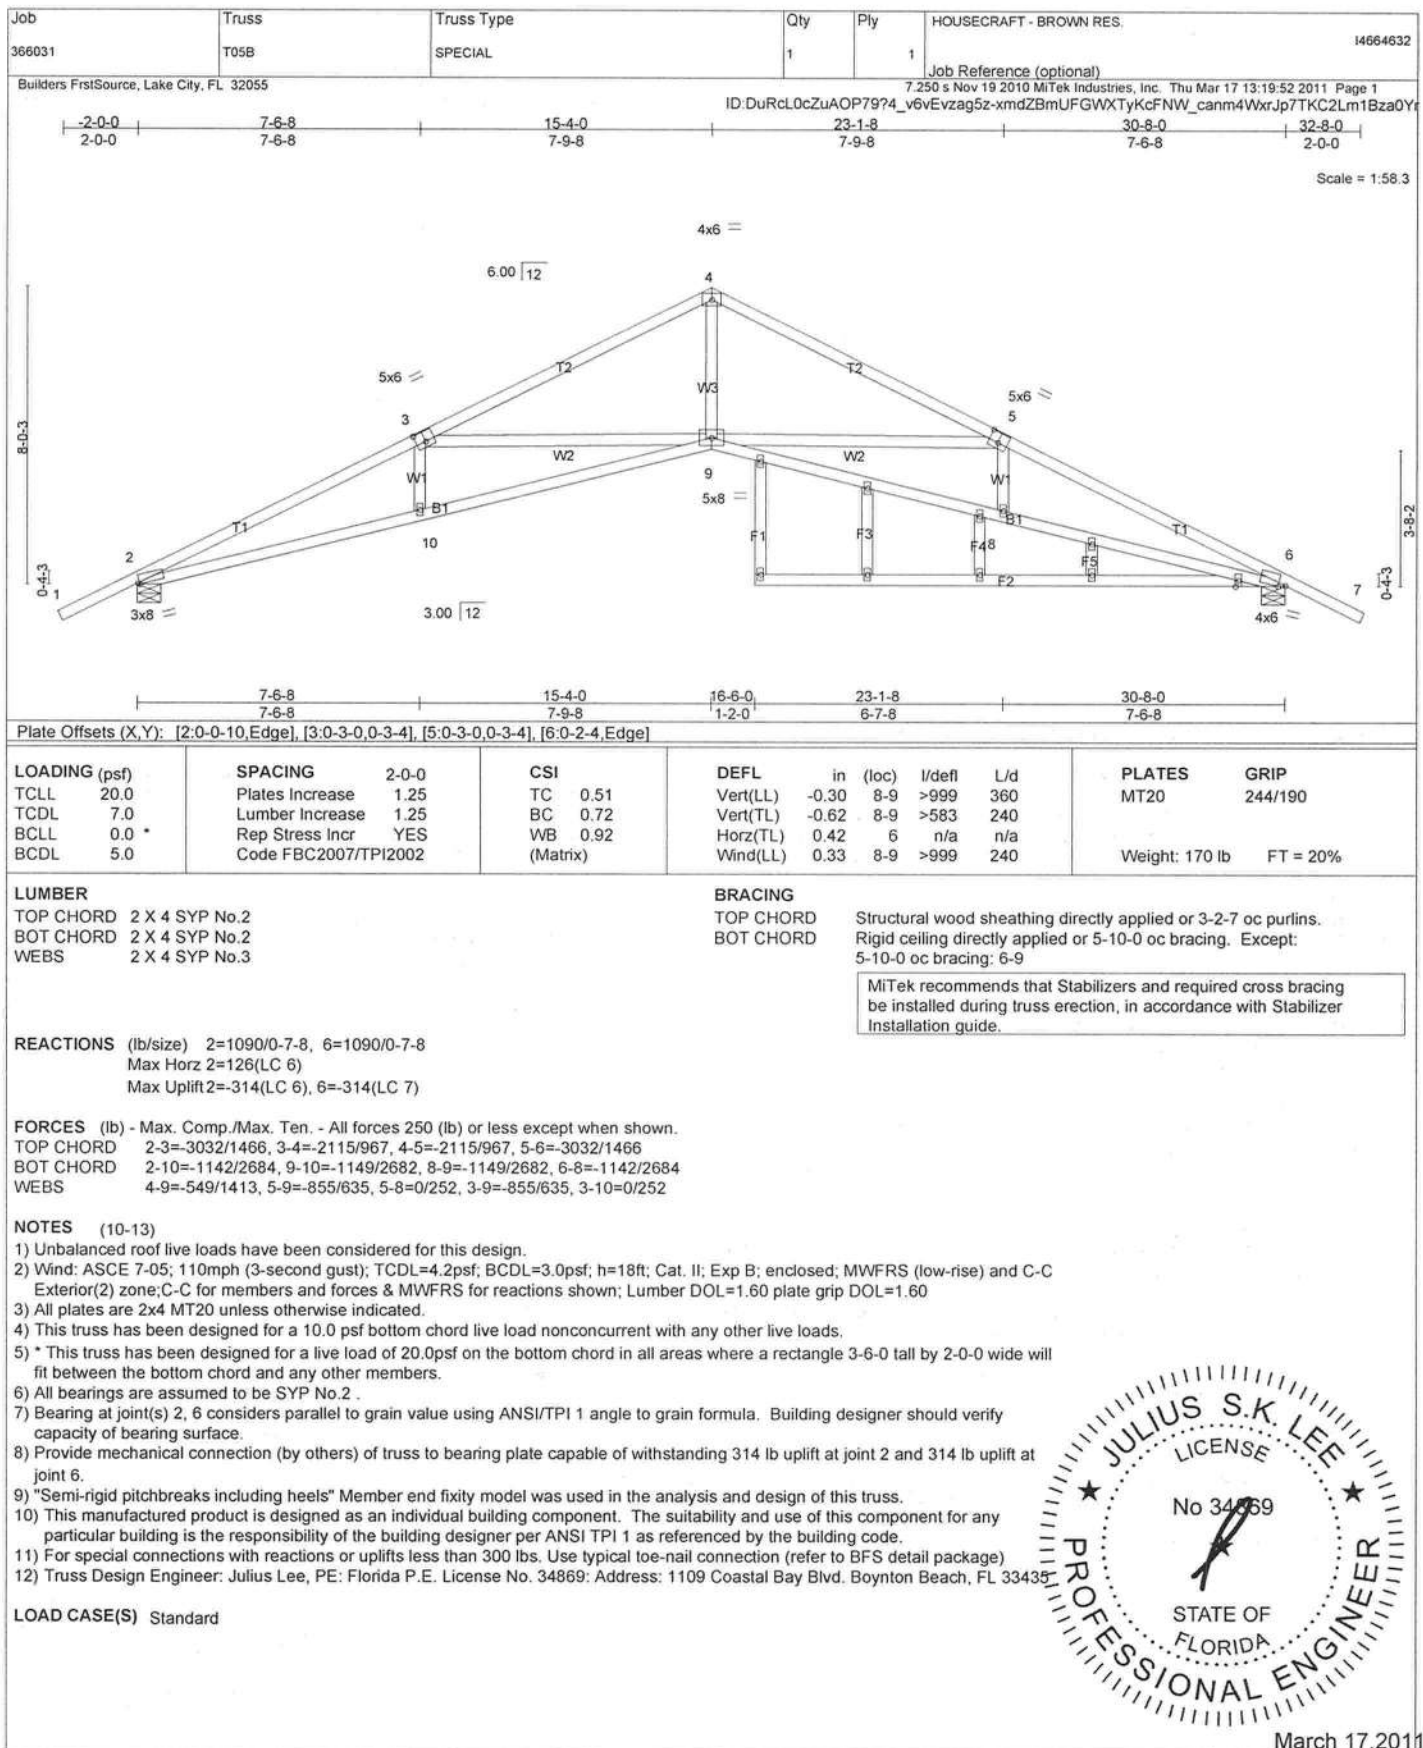 Job Truss Truss Type Qty Ply HOUSECRAFT - BROWN RES.
I4664632
366031 T05B SPECIAL 1 1
Job Reference (optional)
Builders FrstSource, Lake City, FL 32055 7.250 s Nov 19 2010 MiTek Industries, Inc. Thu Mar 17 13:19:52 2011 Page 1
ID:DuRcL0cZuAOP79?4_v6vEvzag5z-xmdZBmUFGWXTyKcFNW_canm4WxrJp7TKC2Lm1Bza0Yr
-2-0-0 7-6-8 15-4-0 23-1-8 30-8-0 32-8-0
2-0-0 7-6-8 7-9-8 7-9-8 7-6-8 2-0-0
Scale = 1:58.3
4x6 =
6.00 12
4
T2 T2
5x6 =
5x6 =
W3
3
5
8-0-3
W2 W2
9
W1 W1
5x8 =
B1 B1
T1 T1
3-8-2
10
F1 F3 F4 8 F5
2
6
F2
0-4-3
1
7
0-4-3
3x8 =
3.00 12
4x6 =
7-6-8 15-4-0 16-6-0 23-1-8 30-8-0
7-6-8 7-9-8 1-2-0 6-7-8 7-6-8
Plate Offsets (X,Y): [2:0-0-10,Edge], [3:0-3-0,0-3-4], [5:0-3-0,0-3-4], [6:0-2-4,Edge]
LOADING (psf)
TCLL 20.0
TCDL 7.0
BCLL 0.0 *
BCDL 5.0
SPACING 2-0-0
Plates Increase 1.25
Lumber Increase 1.25
Rep Stress Incr YES
Code FBC2007/TPI2002
CSI
TC 0.51
BC 0.72
WB 0.92
(Matrix)
DEFL in (loc) l/defl L/d
Vert(LL) -0.30 8-9 >999 360
Vert(TL) -0.62 8-9 >583 240
Horz(TL) 0.42 6 n/a n/a
Wind(LL) 0.33 8-9 >999 240
PLATES GRIP
MT20 244/190
Weight: 170 lb FT = 20%
LUMBER
TOP CHORD 2 X 4 SYP No.2
BOT CHORD 2 X 4 SYP No.2
WEBS 2 X 4 SYP No.3
BRACING
TOP CHORD Structural wood sheathing directly applied or 3-2-7 oc purlins.
BOT CHORD Rigid ceiling directly applied or 5-10-0 oc bracing. Except:
5-10-0 oc bracing: 6-9
MiTek recommends that Stabilizers and required cross bracing
be installed during truss erection, in accordance with Stabilizer
Installation guide.
REACTIONS (lb/size) 2=1090/0-7-8, 6=1090/0-7-8
Max Horz 2=126(LC 6)
Max Uplift2=-314(LC 6), 6=-314(LC 7)
FORCES (lb) - Max. Comp./Max. Ten. - All forces 250 (lb) or less except when shown.
TOP CHORD 2-3=-3032/1466, 3-4=-2115/967, 4-5=-2115/967, 5-6=-3032/1466
BOT CHORD 2-10=-1142/2684, 9-10=-1149/2682, 8-9=-1149/2682, 6-8=-1142/2684
WEBS 4-9=-549/1413, 5-9=-855/635, 5-8=0/252, 3-9=-855/635, 3-10=0/252
NOTES (10-13)
1) Unbalanced roof live loads have been considered for this design.
2) Wind: ASCE 7-05; 110mph (3-second gust); TCDL=4.2psf; BCDL=3.0psf; h=18ft; Cat. II; Exp B; enclosed; MWFRS (low-rise) and C-C
Exterior(2) zone;C-C for members and forces & MWFRS for reactions shown; Lumber DOL=1.60 plate grip DOL=1.60
3) All plates are 2x4 MT20 unless otherwise indicated.
4) This truss has been designed for a 10.0 psf bottom chord live load nonconcurrent with any other live loads.
5) * This truss has been designed for a live load of 20.0psf on the bottom chord in all areas where a rectangle 3-6-0 tall by 2-0-0 wide will
fit between the bottom chord and any other members.
6) All bearings are assumed to be SYP No.2 .
7) Bearing at joint(s) 2, 6 considers parallel to grain value using ANSI/TPI 1 angle to grain formula. Building designer should verify
capacity of bearing surface.
8) Provide mechanical connection (by others) of truss to bearing plate capable of withstanding 314 lb uplift at joint 2 and 314 lb uplift at
joint 6.
9) "Semi-rigid pitchbreaks including heels" Member end fixity model was used in the analysis and design of this truss.
10) This manufactured product is designed as an individual building component. The suitability and use of this component for any
particular building is the responsibility of the building designer per ANSI TPI 1 as referenced by the building code.
11) For special connections with reactions or uplifts less than 300 lbs. Use typical toe-nail connection (refer to BFS detail package)
12) Truss Design Engineer: Julius Lee, PE: Florida P.E. License No. 34869: Address: 1109 Coastal Bay Blvd. Boynton Beach, FL 33435
LOAD CASE(S) Standard
JULIUS S.K. LEE
LICENSE
No 34869
STATE OF
FLORIDA
PROFESSIONAL ENGINEER
March 17,2011